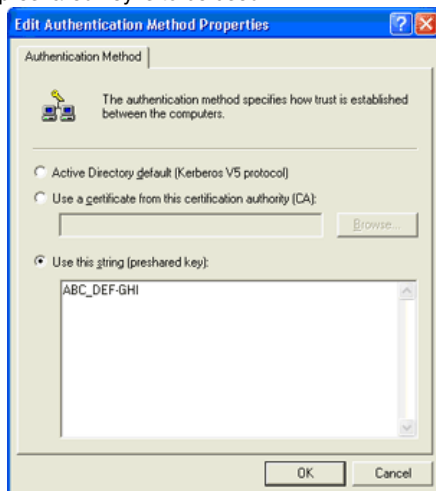 Edit Authentication Method Properties
Authentication Method
The authentication method specifies how trust is established
between the computers.
Active Directory default (Kerberos V5 protocol)
Use a certificate from this certification authority (CA):
Browse...
Use this string (preshared key):
ABC_DEF-GHI
OK Cancel